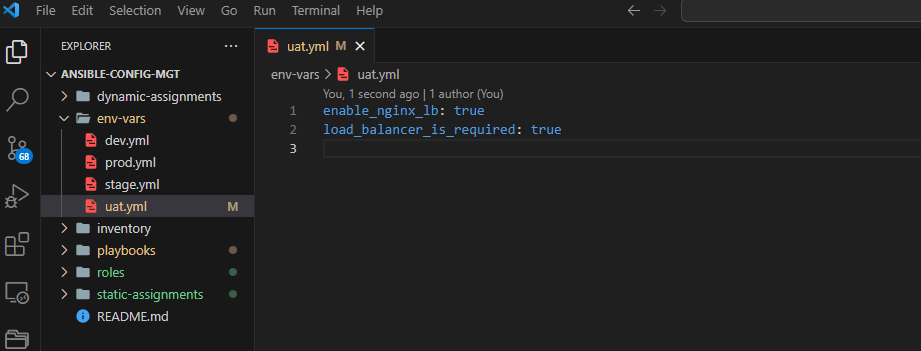 File Edit Selection View Go Run Terminal Help
EXPLORER ...
ANSIBLE-CONFIG-MGT
dynamic-assignments
env-vars
dev.yml
prod.yml
stage.yml
uat.yml M
inventory
playbooks
roles
static-assignments
README.md
68
uat.yml M
env-vars > uat.yml
You, 1 second ago | 1 author (You)
1 enable_nginx_lb: true
2 load_balancer_is_required: true
3